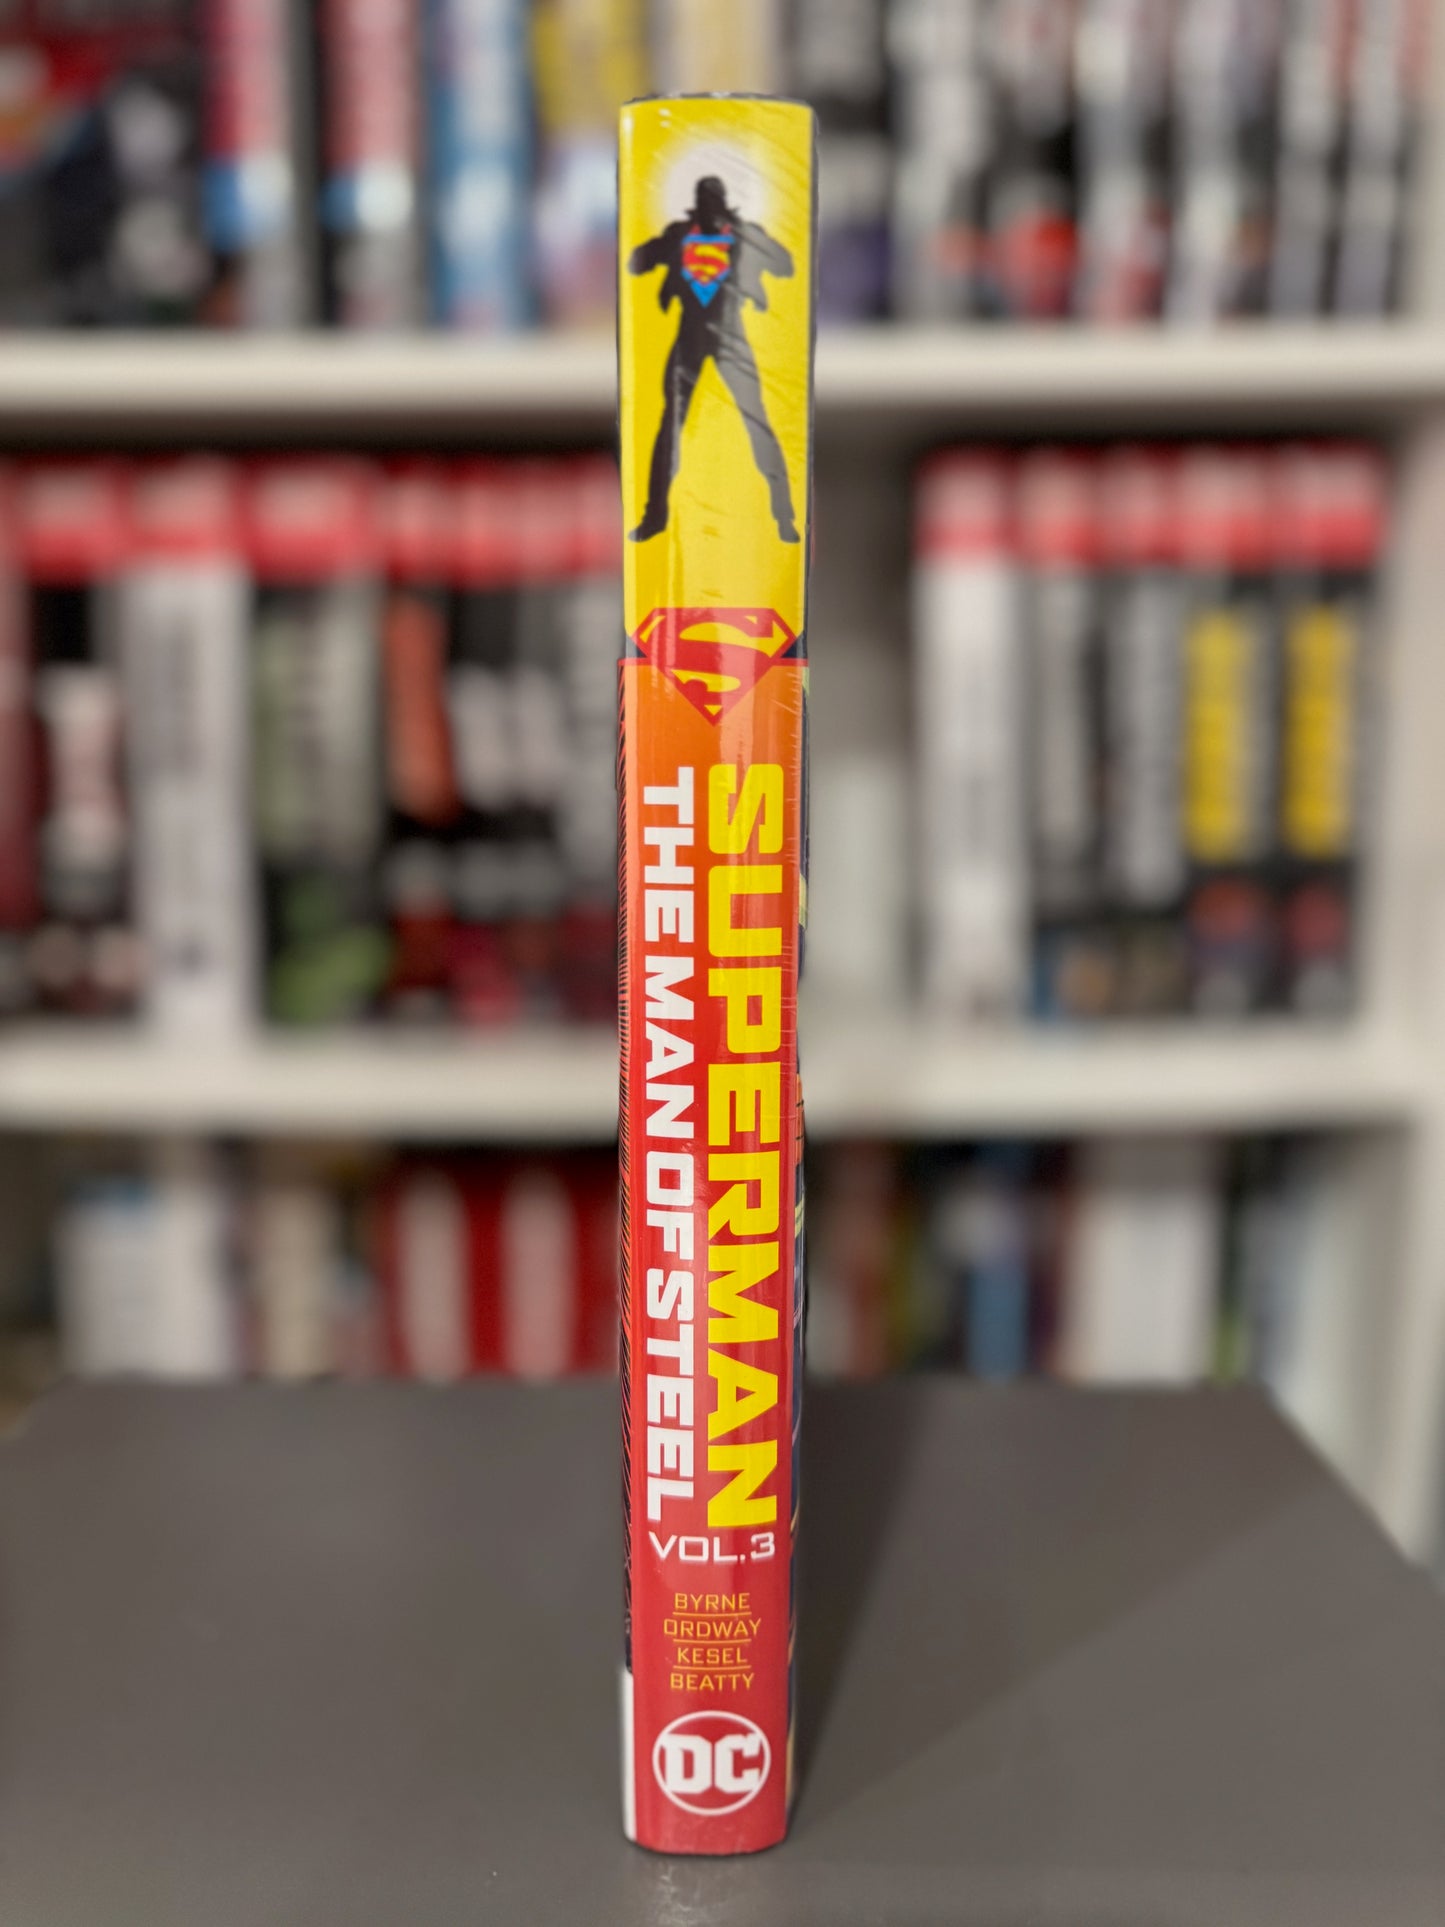 SUPERMAN
THE MAN OF STEEL
VOL. 3
BYRNE
ORDWAY
KESEL
BEATTY
DC